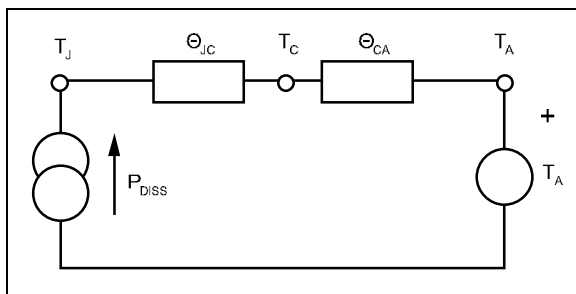 T_J
Θ_JC
T_C
Θ_CA
T_A
+
P_DISS
T_A